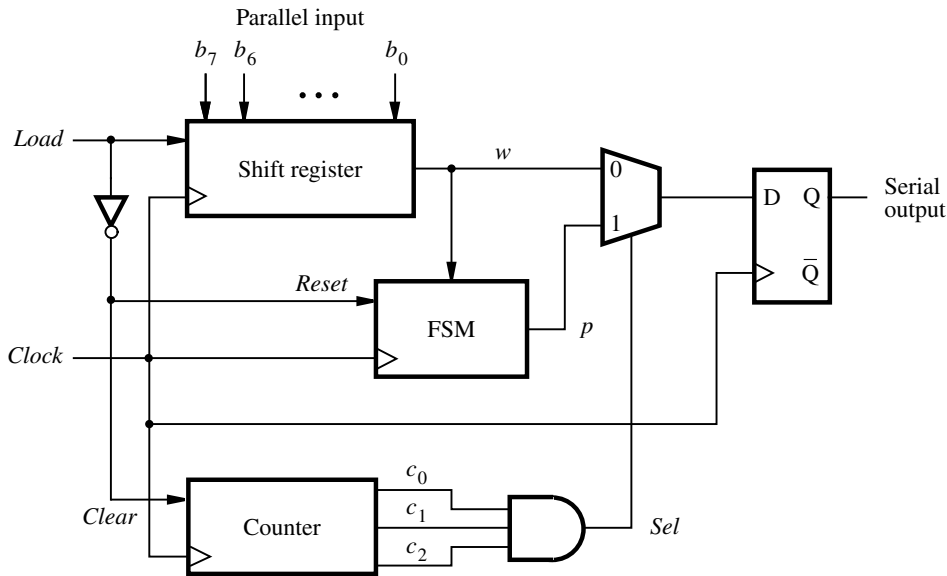 Parallel input
b7 b6 b0
Load
Shift register
w
0
1
D Q
Q̅
Serial
output
Reset
FSM
p
Clock
Clear
Counter
c0
c1
c2
Sel